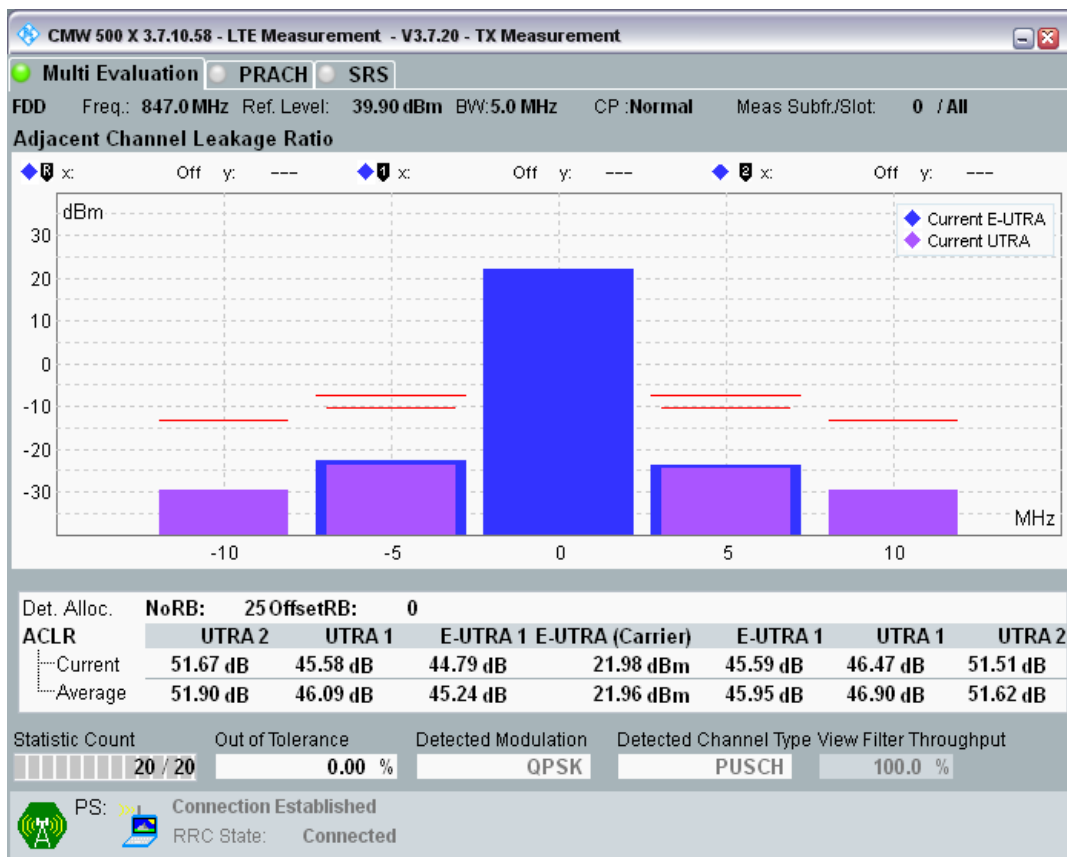 CMW 500 X 3.7.10.58 - LTE Measurement - V3.7.20 - TX Measurement
Multi Evaluation PRACH SRS
FDD Freq.: 847.0 MHz Ref. Level: 39.90 dBm BW:5.0 MHz CP :Normal Meas Subfr./Slot: 0 / All
Adjacent Channel Leakage Ratio
R x: Off y: --- 1 x: Off y: --- 2 x: Off y: ---
dBm
Current E-UTRA
Current UTRA
30
20
10
0
-10
-20
-30
MHz
-10 -5 0 5 10
Det. Alloc. NoRB: 25 OffsetRB: 0
ACLR UTRA 2 UTRA 1 E-UTRA 1 E-UTRA (Carrier) E-UTRA 1 UTRA 1 UTRA 2
Current 51.67 dB 45.58 dB 44.79 dB 21.98 dBm 45.59 dB 46.47 dB 51.51 dB
Average 51.90 dB 46.09 dB 45.24 dB 21.96 dBm 45.95 dB 46.90 dB 51.62 dB
Statistic Count Out of Tolerance Detected Modulation Detected Channel Type View Filter Throughput
20 / 20 0.00 % QPSK PUSCH 100.0 %
PS: Connection Established
RRC State: Connected